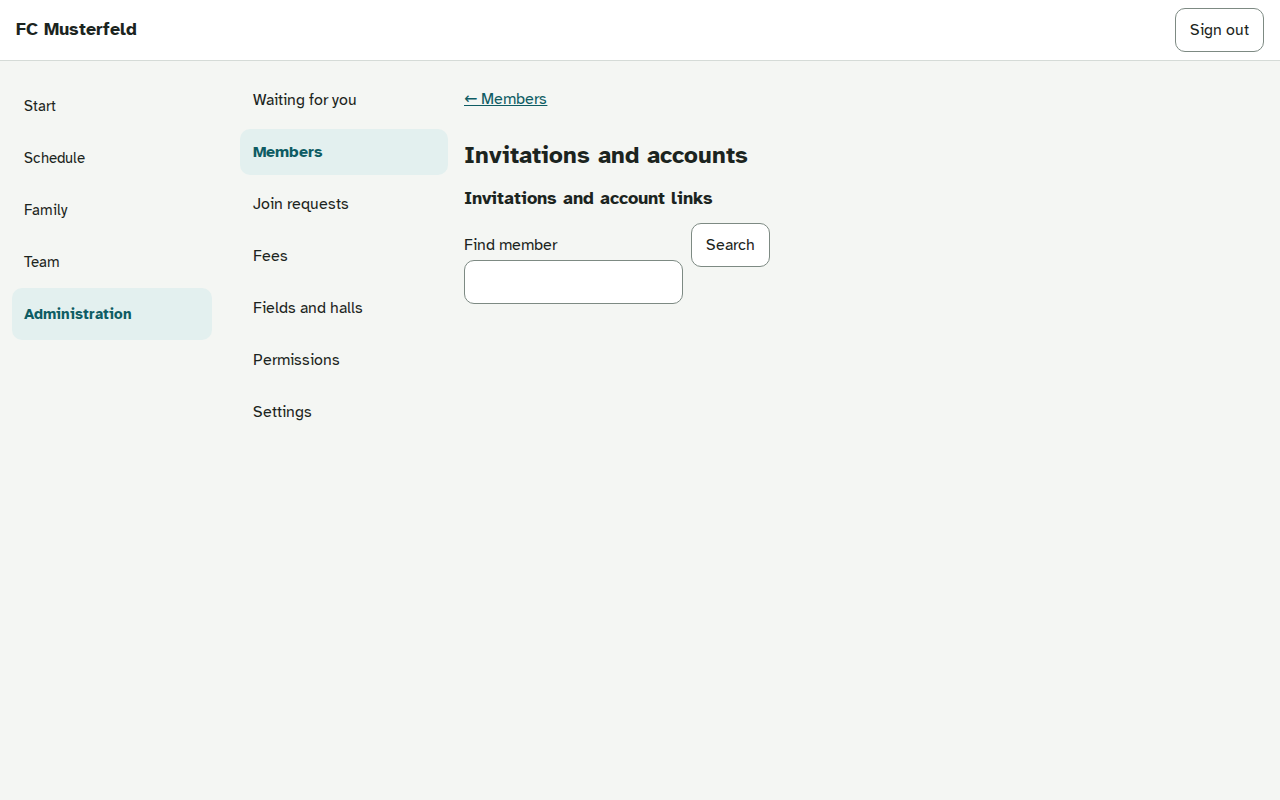 FC Musterfeld
Sign out
Start
Schedule
Family
Team
Administration
Waiting for you
Members
Join requests
Fees
Fields and halls
Permissions
Settings
← Members
Invitations and accounts
Invitations and account links
Find member
Search